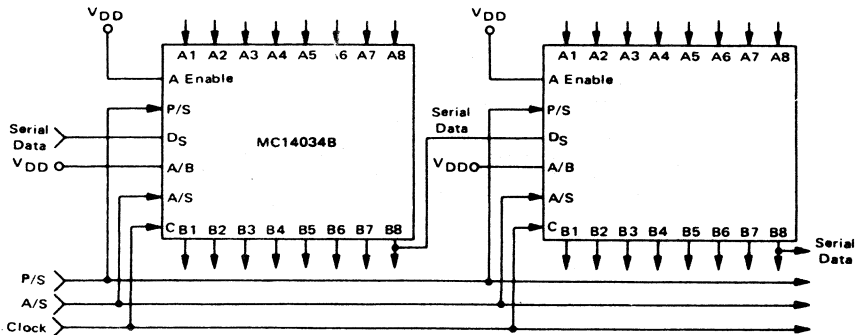 VDD
VDD
A1 A2 A3 A4 A5 A6 A7 A8
A1 A2 A3 A4 A5 A6 A7 A8
A Enable
A Enable
P/S
P/S
Serial
Data
DS
MC14034B
Serial
Data
DS
VDD
A/B
VDD
A/B
A/S
A/S
C
B1 B2 B3 B4 B5 B6 B7 B8
C
B1 B2 B3 B4 B5 B6 B7 B8
Serial
Data
P/S
A/S
Clock